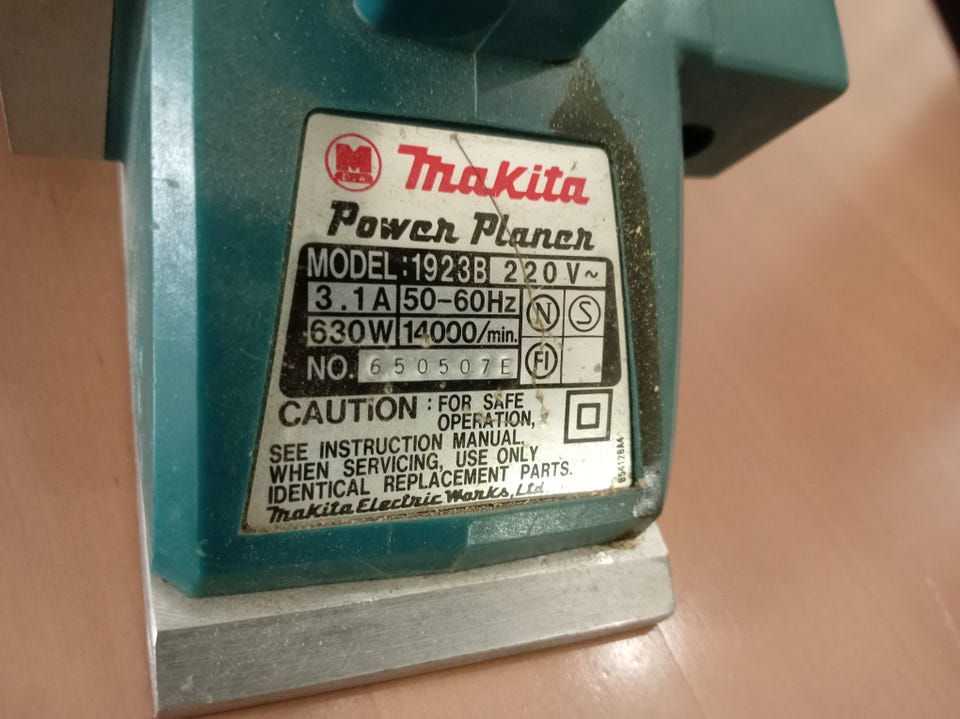 M
Makita
Power Planer
MODEL:1923B 220V~
3.1A 50-60Hz N S
630W 14000/min.
NO. 650507E FI
CAUTION : FOR SAFE
OPERATION,
SEE INSTRUCTION MANUAL.
WHEN SERVICING, USE ONLY
IDENTICAL REPLACEMENT PARTS.
Makita Electric Works, Ltd.